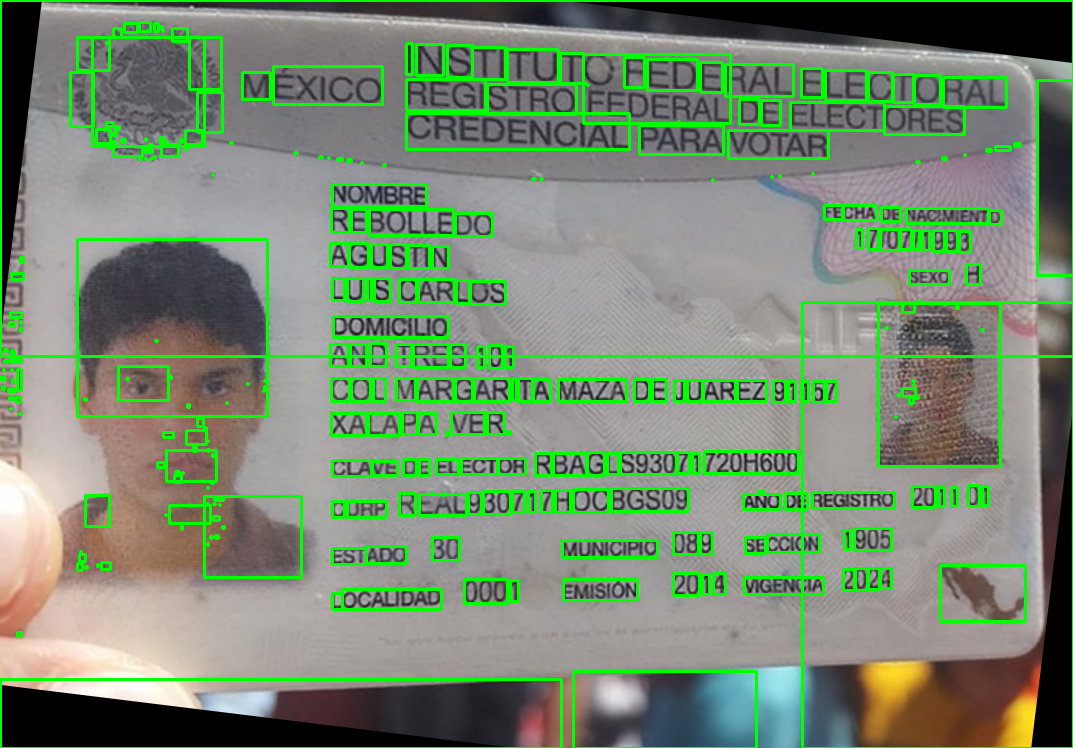 MÉXICO
INSTITUTO FEDERAL ELECTORAL
REGISTRO FEDERAL DE ELECTORES
CREDENCIAL PARA VOTAR
NOMBRE
REBOLLEDO
AGUSTIN
LUIS CARLOS
FECHA DE NACIMIENTO
17/07/1993
SEXO H
DOMICILIO
AND TRES 101
COL MARGARITA MAZA DE JUAREZ 91157
XALAPA ,VER.
CLAVE DE ELECTOR RBAGLS93071720H600
CURP REAL930717HOCBGS09 AÑO DE REGISTRO 2011 01
ESTADO 30 MUNICIPIO 089 SECCIÓN 1905
LOCALIDAD 0001 EMISIÓN 2014 VIGENCIA 2024